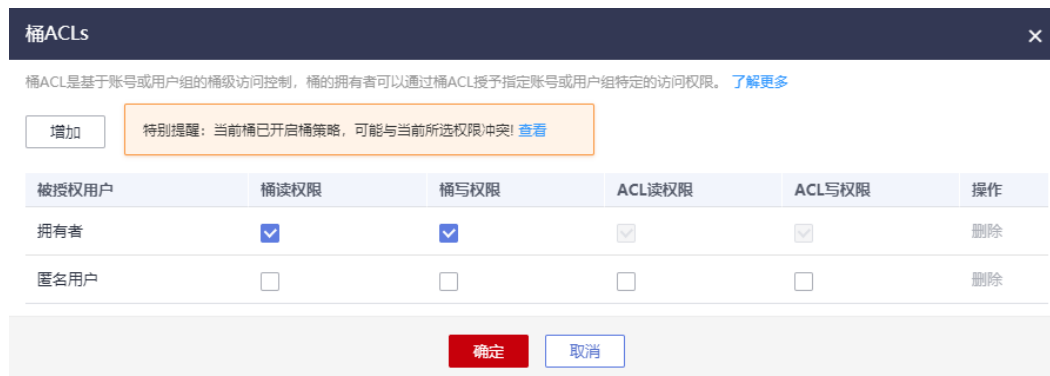 桶ACLs
桶ACL是基于账号或用户组的桶级访问控制，桶的拥有者可以通过桶ACL授予指定账号或用户组特定的访问权限。 了解更多
增加 特别提醒：当前桶已开启桶策略，可能与当前所选权限冲突! 查看
被授权用户 桶读权限 桶写权限 ACL读权限 ACL写权限 操作
拥有者 删除
匿名用户 删除
确定 取消